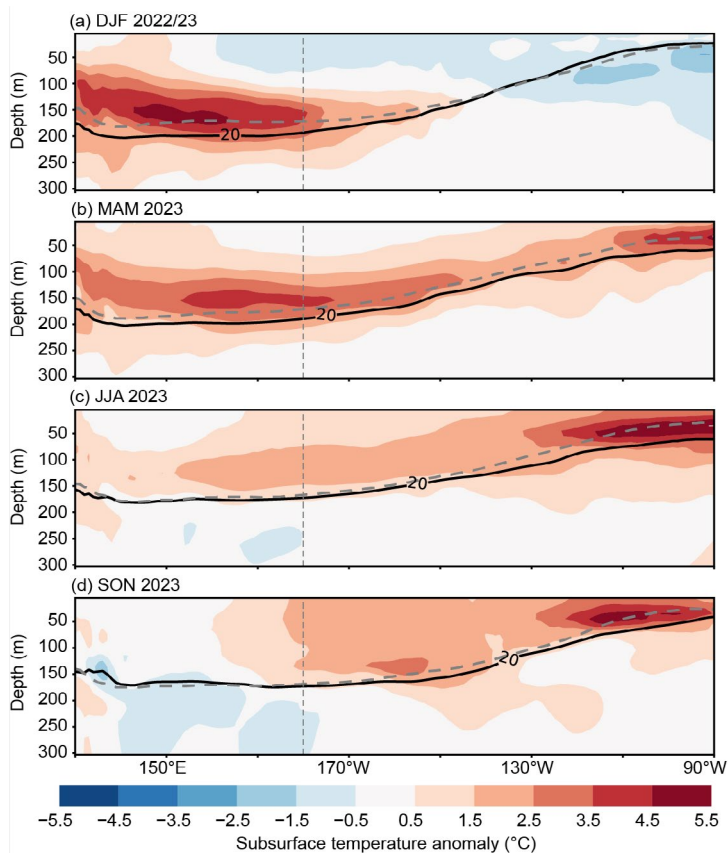 (a) DJF 2022/23
50
100
150
200
250
300
Depth (m)
20
(b) MAM 2023
50
100
150
200
250
300
Depth (m)
20
(c) JJA 2023
50
100
150
200
250
300
Depth (m)
20
(d) SON 2023
50
100
150
200
250
300
Depth (m)
20
150°E 170°W 130°W 90°W
−5.5 −4.5 −3.5 −2.5 −1.5 −0.5 0.5 1.5 2.5 3.5 4.5 5.5
Subsurface temperature anomaly (°C)